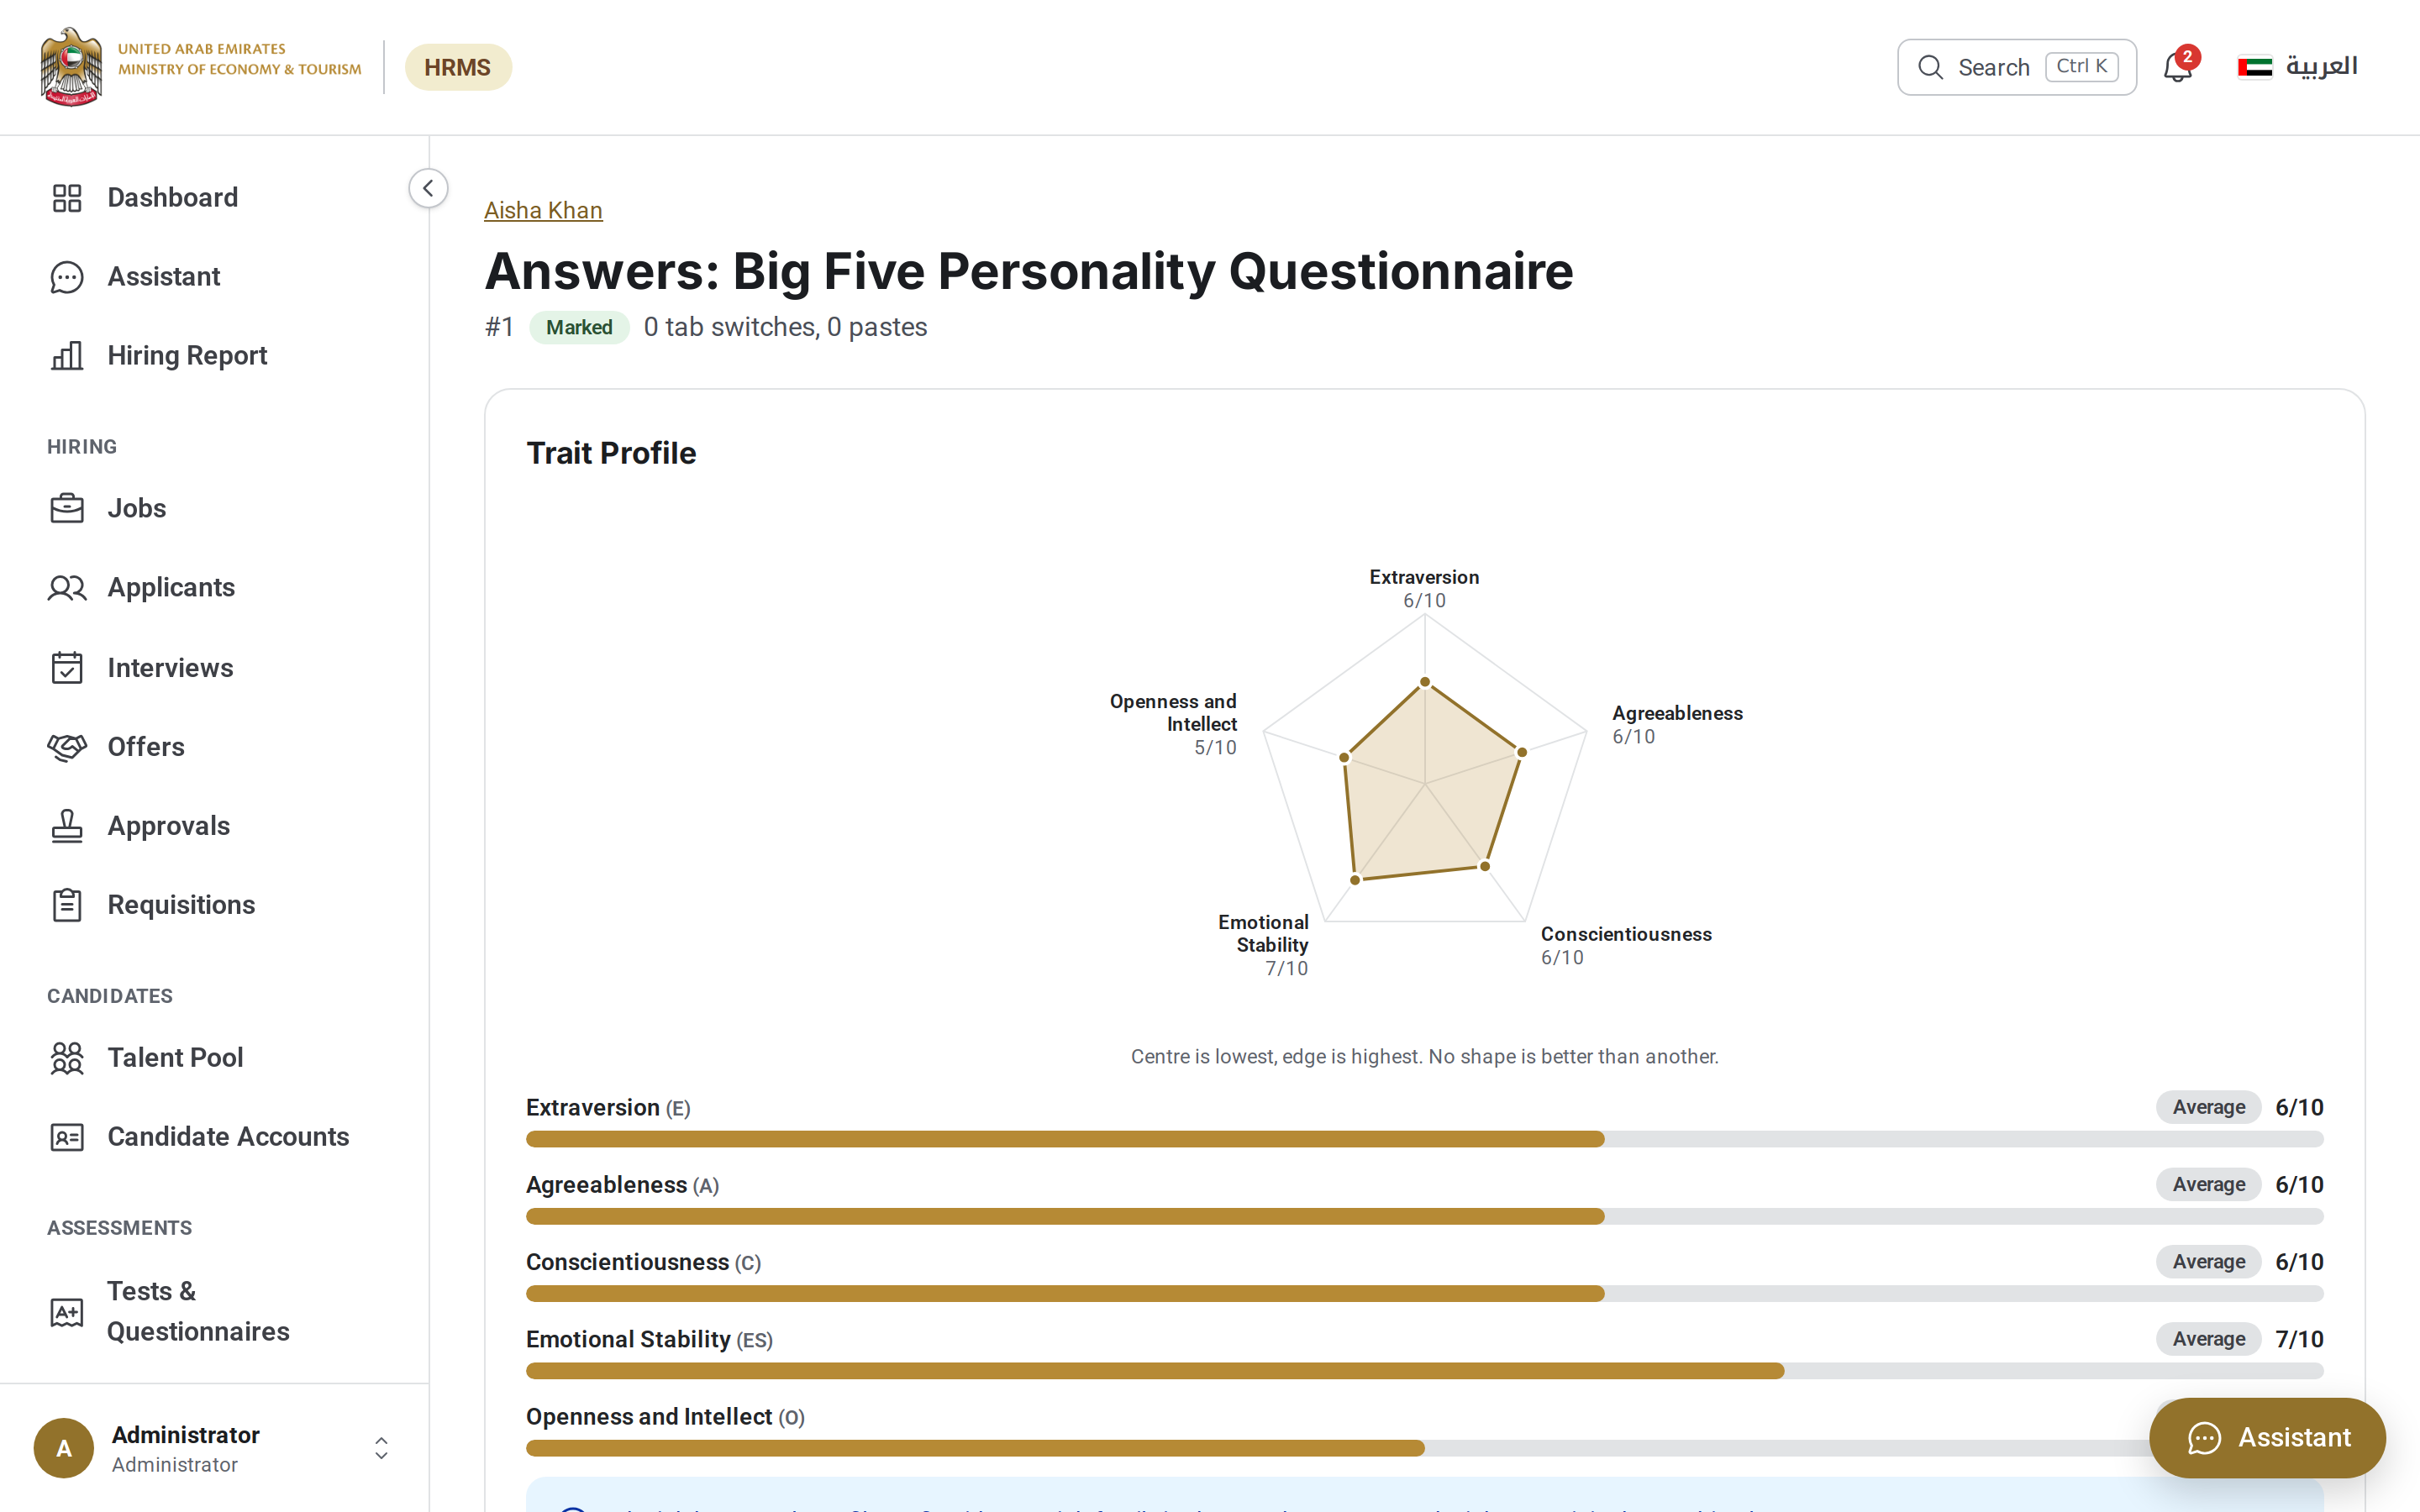 UNITED ARAB EMIRATES
MINISTRY OF ECONOMY & TOURISM
HRMS
Search
Ctrl K
2
العربية
Dashboard
Assistant
Hiring Report
HIRING
Jobs
Applicants
Interviews
Offers
Approvals
Requisitions
CANDIDATES
Talent Pool
Candidate Accounts
ASSESSMENTS
Tests &
Questionnaires
A
Administrator
Administrator
Aisha Khan
Answers: Big Five Personality Questionnaire
#1 Marked 0 tab switches, 0 pastes
Trait Profile
Extraversion
6/10
Openness and
Intellect
5/10
Agreeableness
6/10
Emotional
Stability
7/10
Conscientiousness
6/10
Centre is lowest, edge is highest. No shape is better than another.
Extraversion (E) Average 6/10
Agreeableness (A) Average 6/10
Conscientiousness (C) Average 6/10
Emotional Stability (ES) Average 7/10
Openness and Intellect (O)
Assistant